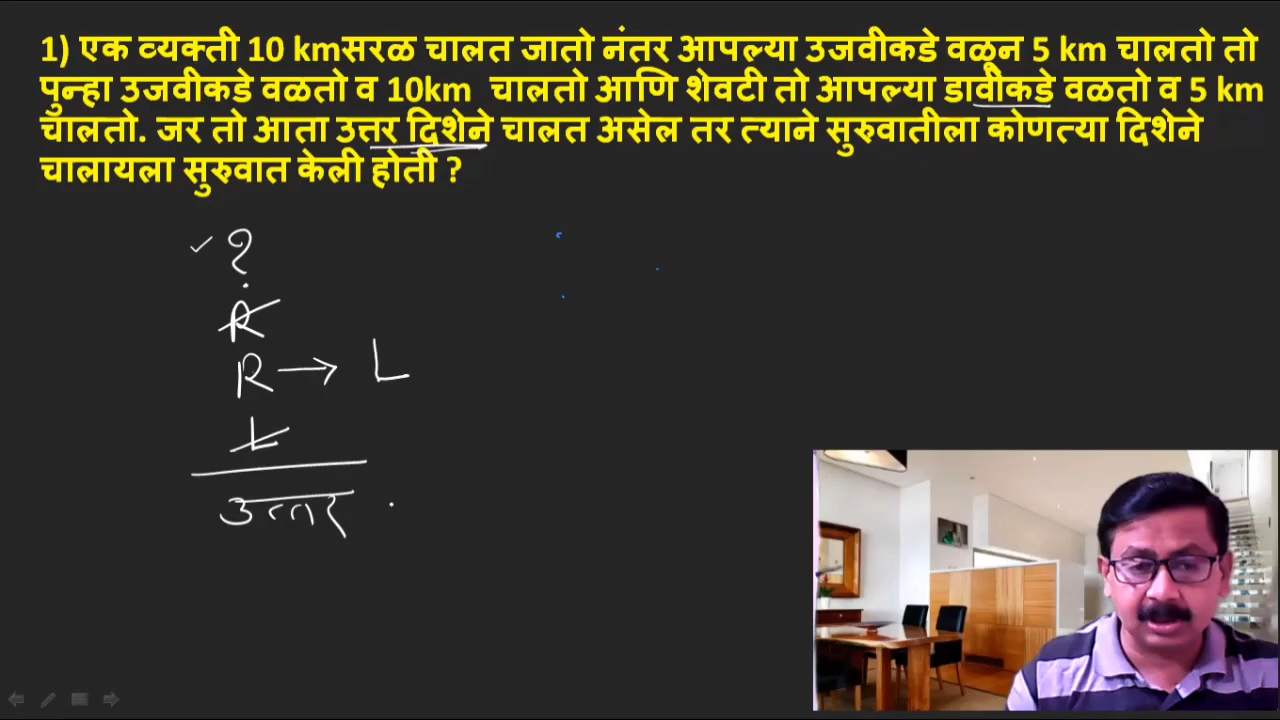 1) एक व्यक्ती 10 kmसरळ चालत जातो नंतर आपल्या उजवीकडे वळून 5 km चालतो तो
पुन्हा उजवीकडे वळतो व 10km चालतो आणि शेवटी तो आपल्या डावीकडे वळतो व 5 km
चालतो. जर तो आता उत्तर दिशेने चालत असेल तर त्याने सुरुवातीला कोणत्या दिशेने
चालायला सुरुवात केली होती ?
✓ ?
R
R → L
L
उत्तर